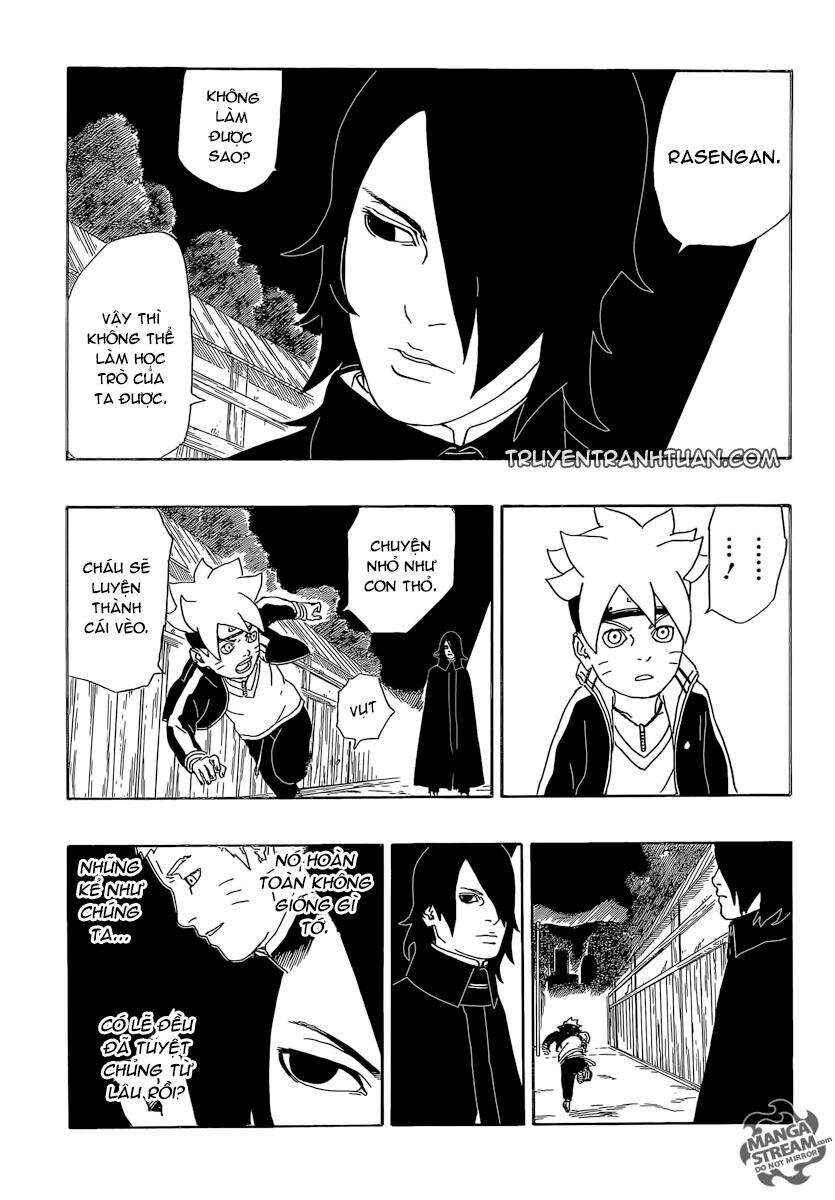 RASENGAN.
KHÔNG
LÀM
ĐƯỢC
SAO?
VẬY THÌ
KHÔNG THỂ
LÀM HỌC
TRÒ CỦA
TA ĐƯỢC.
TRUYENTRANHTUAN.COM
......!
CHUYỆN
NHỎ NHƯ
CON THỎ.
CHÁU SẼ
LUYỆN
THÀNH
CÁI VÈO.
VỤT
NÓ HOÀN
TOÀN KHÔNG
GIỐNG GÌ
TỚ.
NHỮNG
KẺ NHƯ
CHÚNG
TA...
CÓ LẼ ĐỀU
ĐÃ TUYỆT
CHỦNG TỪ
LÂU RỒI?
MANGA
STREAM.com
DO NOT MIRROR